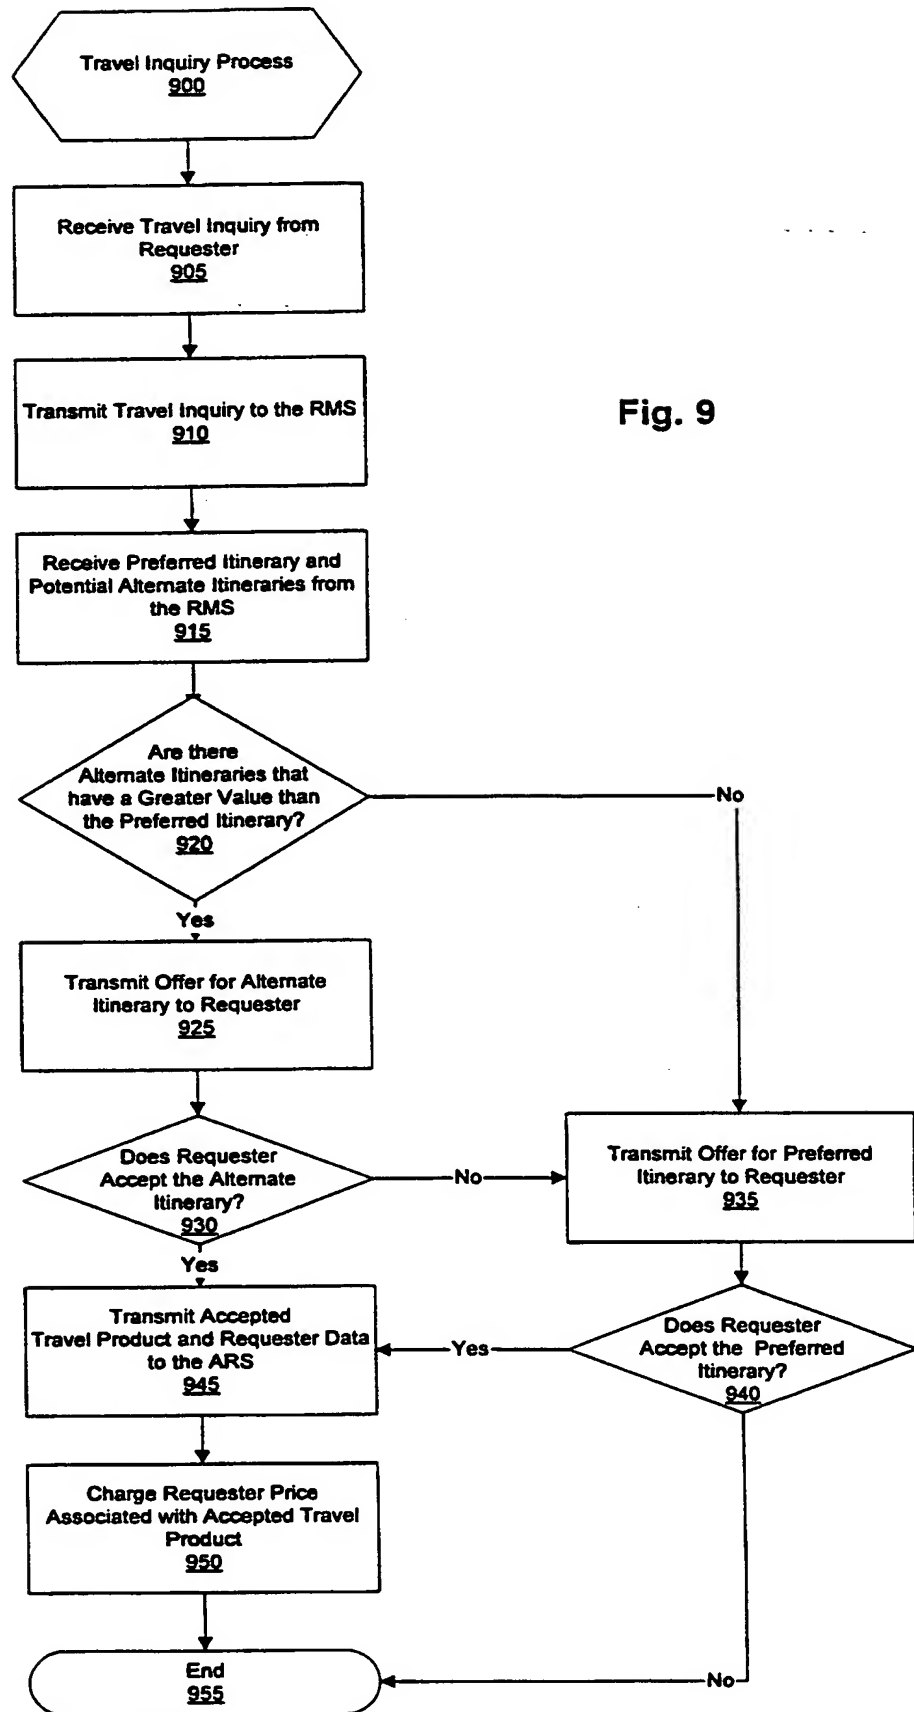 Travel Inquiry Process
900
Receive Travel Inquiry from
Requester
905
Transmit Travel Inquiry to the RMS
910
Fig. 9
Receive Preferred Itinerary and
Potential Alternate Itineraries from
the RMS
915
Are there
Alternate Itineraries that
have a Greater Value than
the Preferred Itinerary?
920
No
Yes
Transmit Offer for Alternate
Itinerary to Requester
925
Does Requester
Accept the Alternate
Itinerary?
930
No
Transmit Offer for Preferred
Itinerary to Requester
935
Yes
Transmit Accepted
Travel Product and Requester Data
to the ARS
945
Yes
Does Requester
Accept the Preferred
Itinerary?
940
Charge Requester Price
Associated with Accepted Travel
Product
950
End
955
No